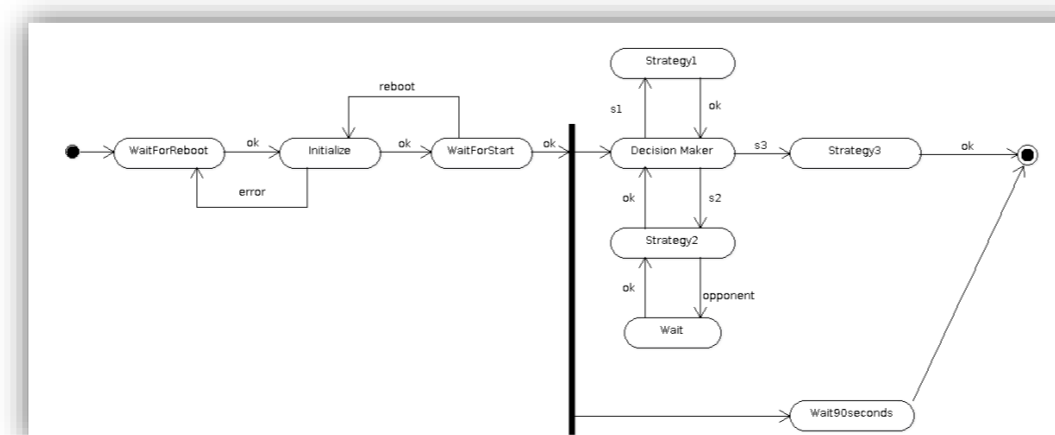 Strategy1
reboot
s1
ok
WaitForReboot
ok
Initialize
ok
WaitForStart
ok
Decision Maker
s3
Strategy3
ok
error
ok
s2
Strategy2
ok
opponent
Wait
Wait90seconds